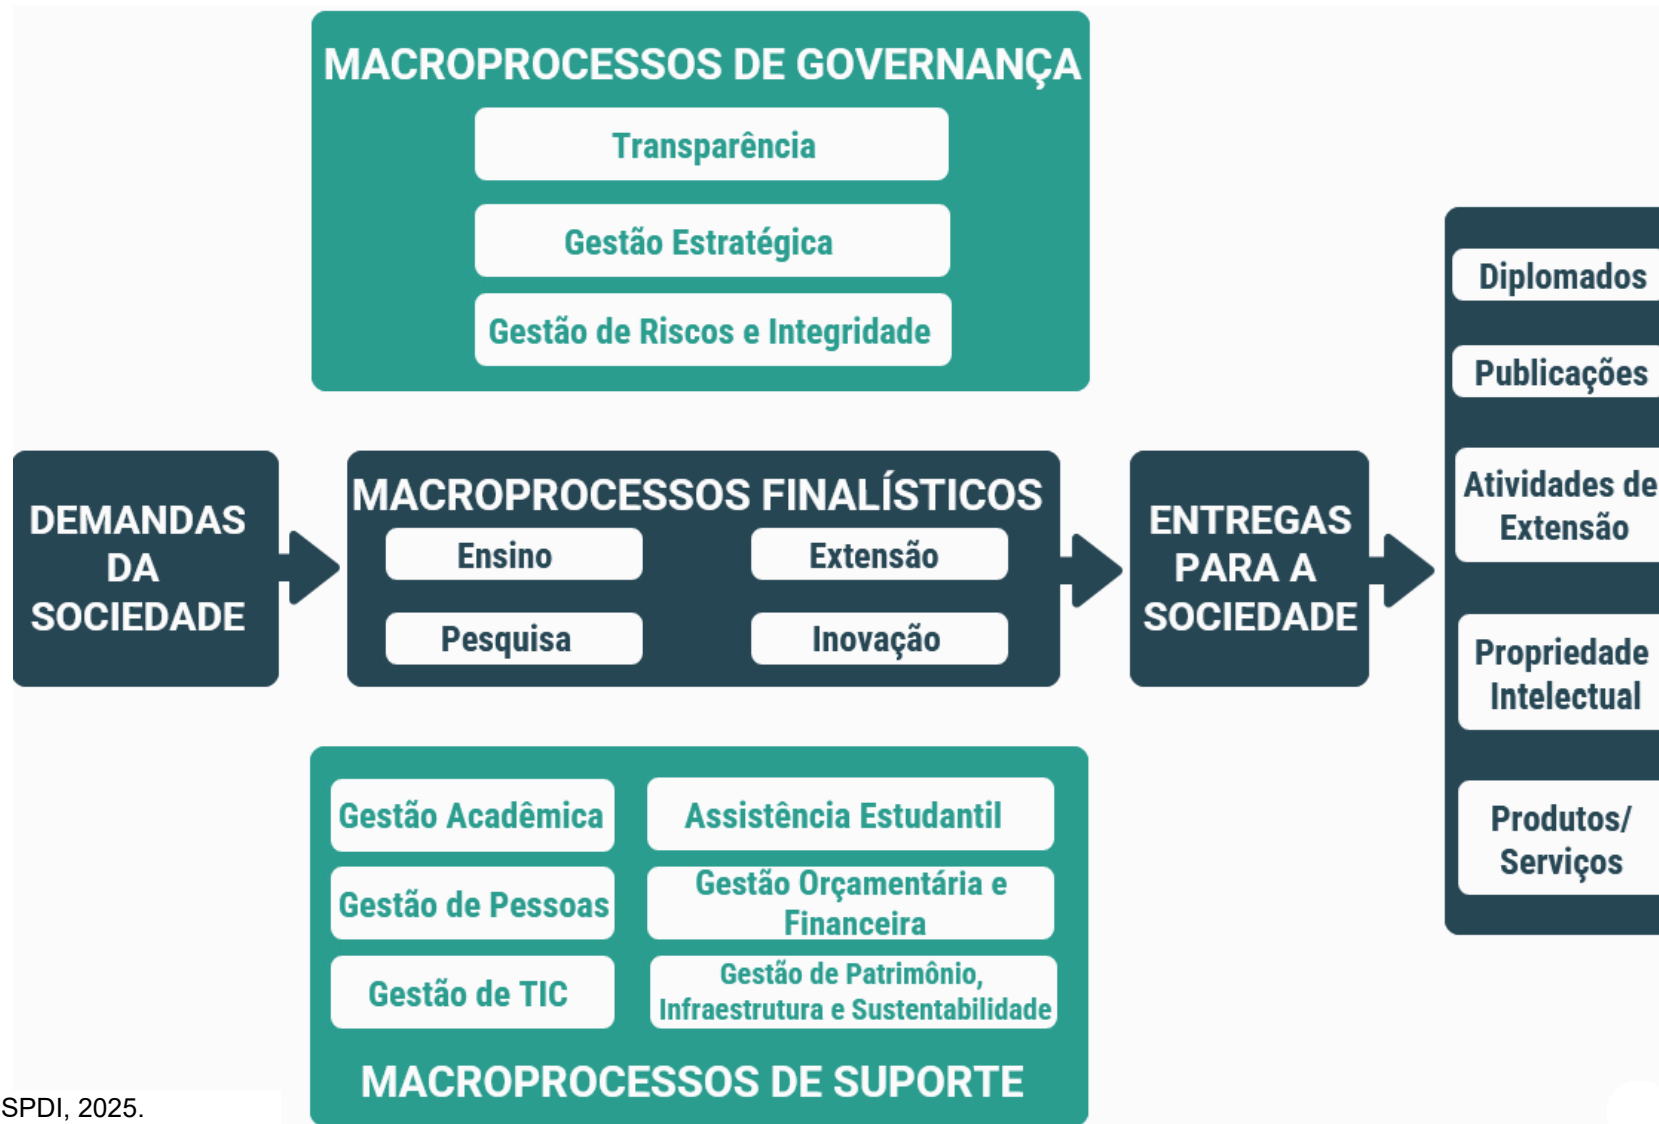 MACROPROCESSOS DE GOVERNANÇA
Transparência
Gestão Estratégica
Gestão de Riscos e Integridade
DEMANDAS
DA
SOCIEDADE
MACROPROCESSOS FINALÍSTICOS
Ensino
Extensão
Pesquisa
Inovação
ENTREGAS
PARA A
SOCIEDADE
Diplomados
Publicações
Atividades de
Extensão
Propriedade
Intelectual
Produtos/
Serviços
Gestão Acadêmica
Assistência Estudantil
Gestão de Pessoas
Gestão Orçamentária e
Financeira
Gestão de TIC
Gestão de Patrimônio,
Infraestrutura e Sustentabilidade
MACROPROCESSOS DE SUPORTE
SPDI, 2025.